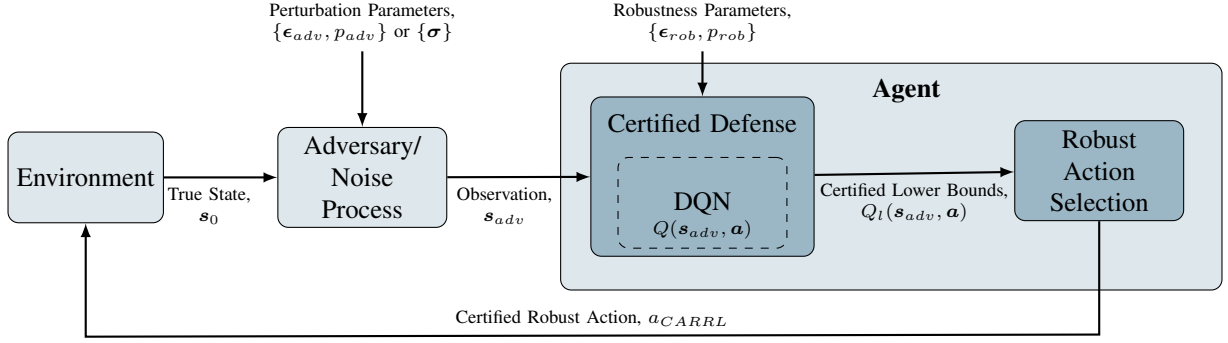 Perturbation Parameters,
{ϵ_adv, p_adv} or {σ}
Robustness Parameters,
{ϵ_rob, p_rob}
Agent
Environment
True State,
s_0
Adversary/
Noise
Process
Observation,
s_adv
Certified Defense
DQN
Q(s_adv, a)
Certified Lower Bounds,
Q_l(s_adv, a)
Robust
Action
Selection
Certified Robust Action, a_CARRL